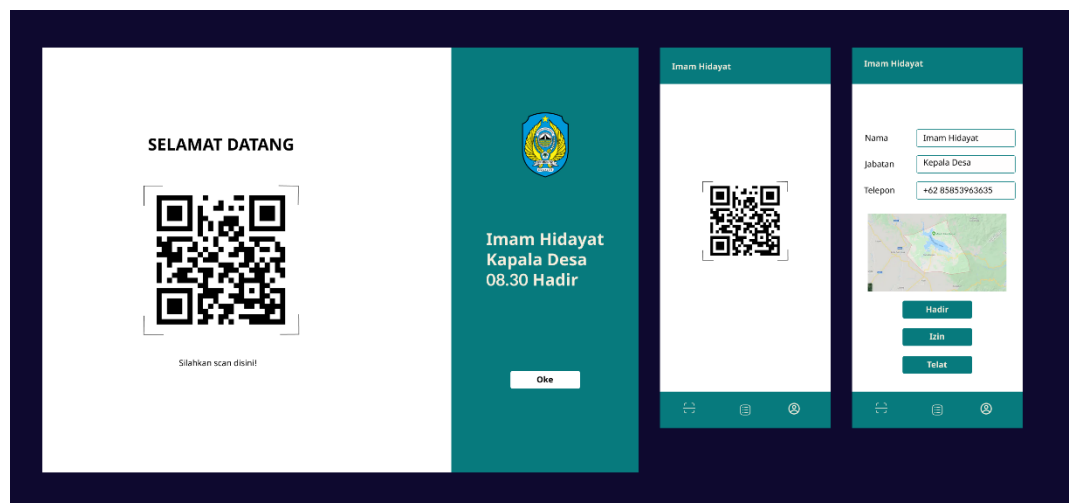 SELAMAT DATANG
Silahkan scan disini!
Imam Hidayat
Kapala Desa
08.30 Hadir
Oke
Imam Hidayat
Imam Hidayat
Nama
Imam Hidayat
Jabatan
Kepala Desa
Telepon
+62 85853963635
Hadir
Izin
Telat